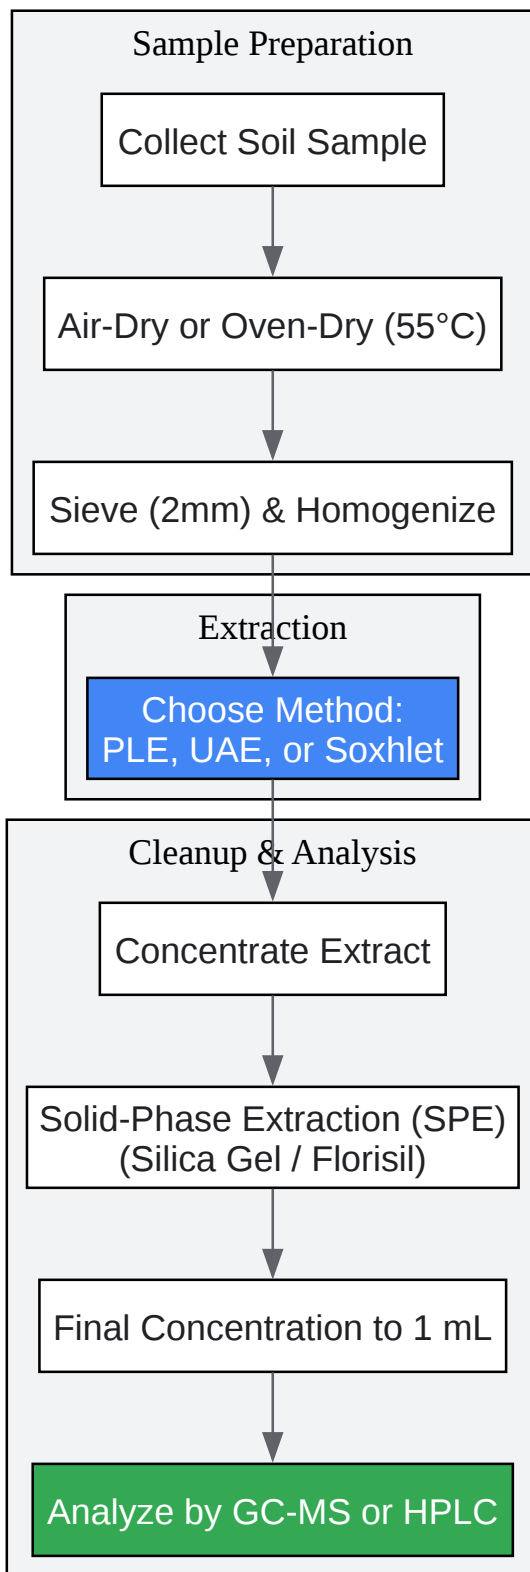 Sample Preparation
Collect Soil Sample
Air-Dry or Oven-Dry (55°C)
Sieve (2mm) & Homogenize
Extraction
Choose Method:
PLE, UAE, or Soxhlet
Cleanup & Analysis
Concentrate Extract
Solid-Phase Extraction (SPE)
(Silica Gel / Florisil)
Final Concentration to 1 mL
Analyze by GC-MS or HPLC